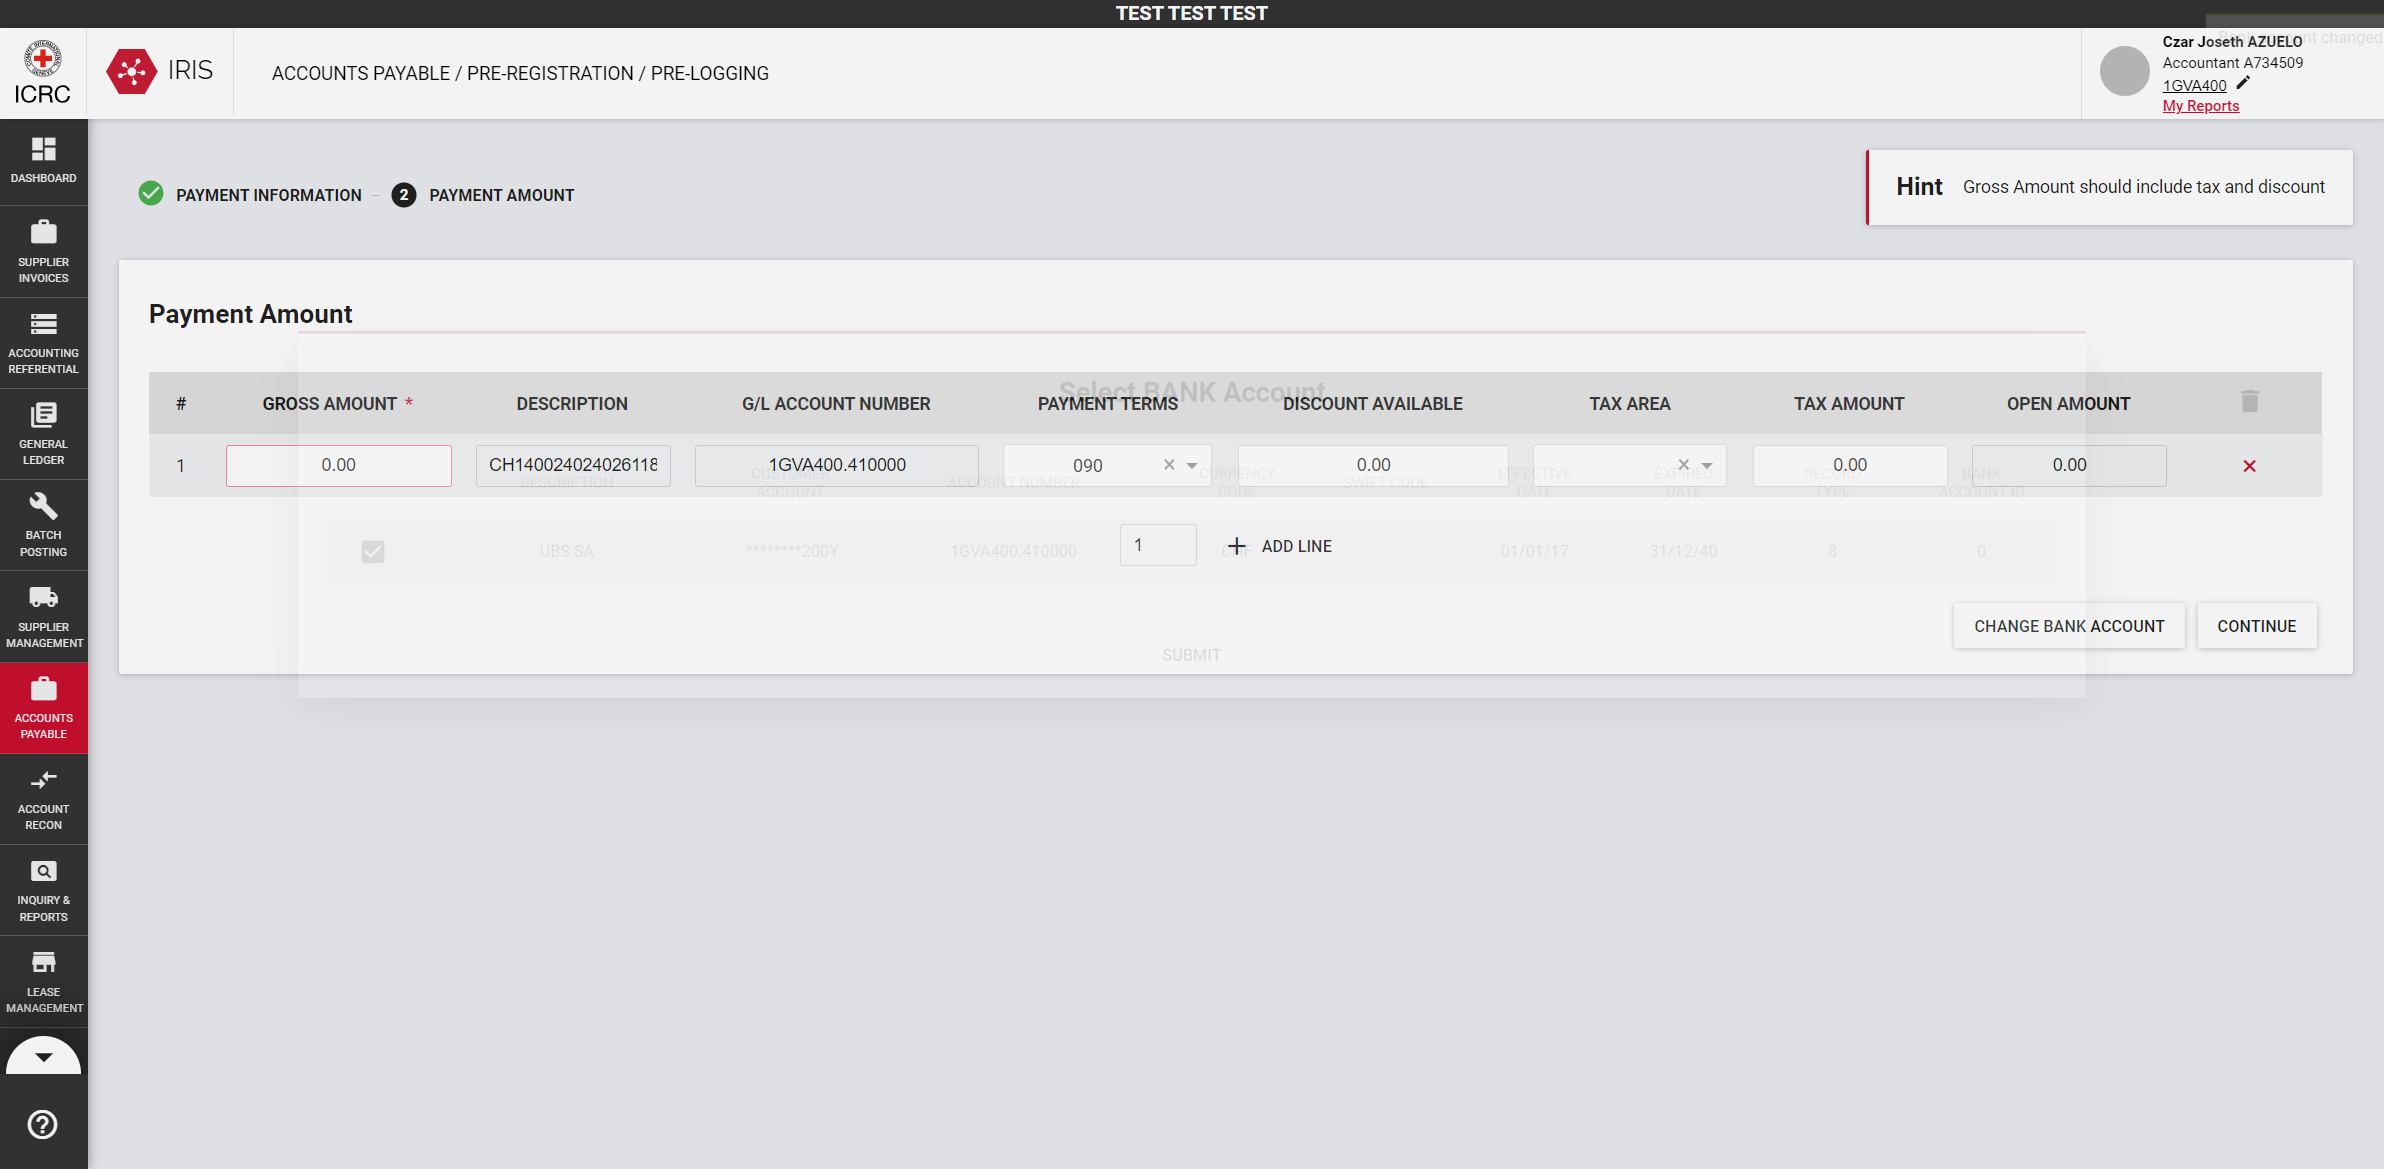 TEST TEST TEST
ICRC
IRIS
ACCOUNTS PAYABLE / PRE-REGISTRATION / PRE-LOGGING
Czar Joseth AZUELO
Accountant A734509
1GVA400
My Reports
account changed
DASHBOARD
SUPPLIER
INVOICES
ACCOUNTING
REFERENTIAL
GENERAL
LEDGER
BATCH
POSTING
SUPPLIER
MANAGEMENT
ACCOUNTS
PAYABLE
ACCOUNT
RECON
INQUIRY &
REPORTS
LEASE
MANAGEMENT
PAYMENT INFORMATION
2 PAYMENT AMOUNT
Hint Gross Amount should include tax and discount
Payment Amount
# GROSS AMOUNT * DESCRIPTION G/L ACCOUNT NUMBER PAYMENT TERMS DISCOUNT AVAILABLE TAX AREA TAX AMOUNT OPEN AMOUNT
1 0.00 CH140024024026118 1GVA400.410000 090 0.00 0.00 0.00
1 ADD LINE
CHANGE BANK ACCOUNT CONTINUE
Select BANK Account
DESCRIPTION CUSTOMER ACCOUNT ACCOUNT NUMBER CURRENCY CODE SWIFT CODE EFFECTIVE DATE EXPIRED DATE RECORD TYPE BANK ACCOUNT ID
UBS SA ********200Y 1GVA400.410000 CHF 01/01/17 31/12/40 8 0
SUBMIT